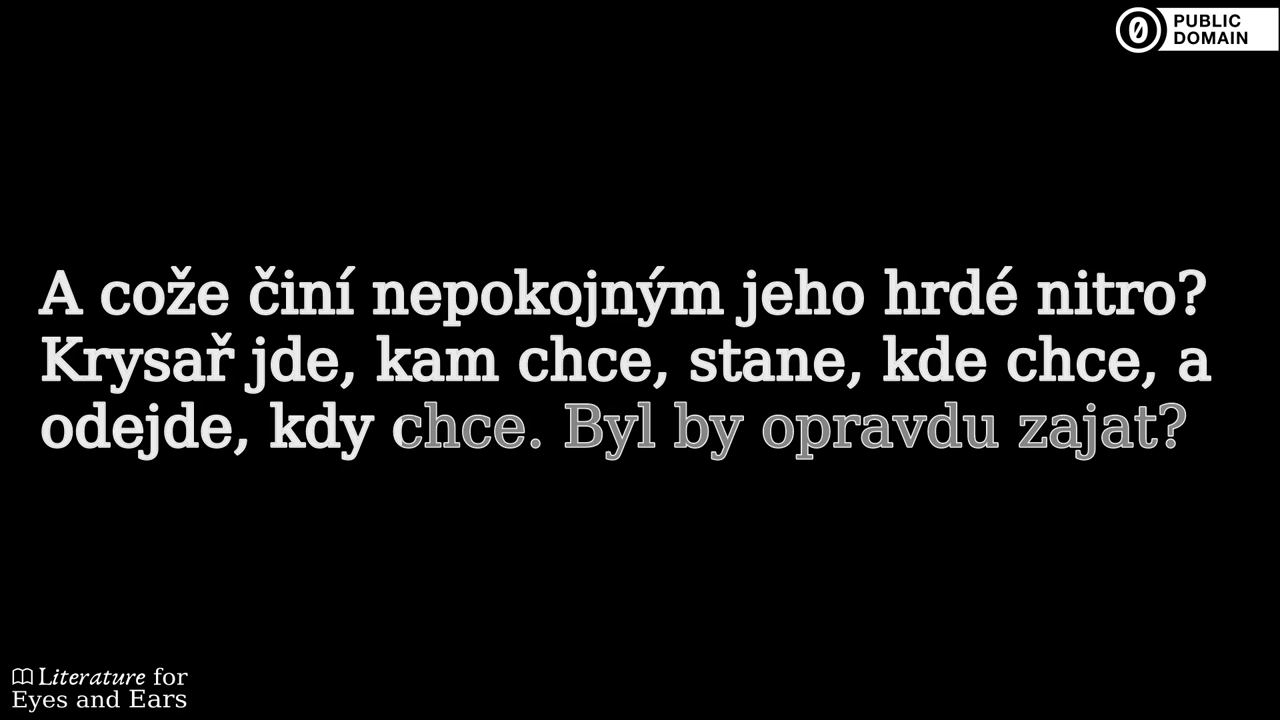 PUBLIC
DOMAIN
A cože činí nepokojným jeho hrdé nitro?
Krysař jde, kam chce, stane, kde chce, a
odejde, kdy chce. Byl by opravdu zajat?
Literature for
Eyes and Ears